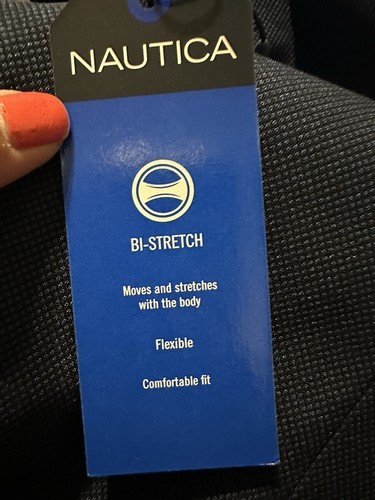 NAUTICA
BI-STRETCH
Moves and stretches
with the body
Flexible
Comfortable fit